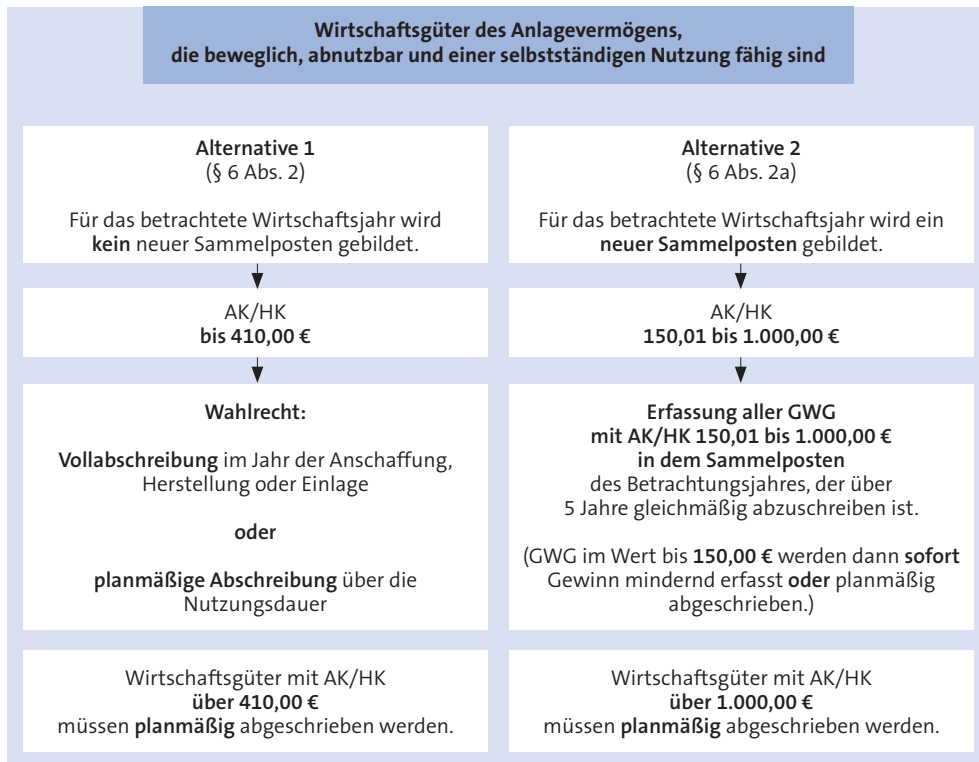 Wirtschaftsgüter des Anlagevermögens,
die beweglich, abnutzbar und einer selbstständigen Nutzung fähig sind
Alternative 1
(§ 6 Abs. 2)
Für das betrachtete Wirtschaftsjahr wird
kein neuer Sammelposten gebildet.
AK/HK
bis 410,00 €
Wahlrecht:
Vollabschreibung im Jahr der Anschaffung,
Herstellung oder Einlage
oder
planmäßige Abschreibung über die
Nutzungsdauer
Wirtschaftsgüter mit AK/HK
über 410,00 €
müssen planmäßig abgeschrieben werden.
Alternative 2
(§ 6 Abs. 2a)
Für das betrachtete Wirtschaftsjahr wird ein
neuer Sammelposten gebildet.
AK/HK
150,01 bis 1.000,00 €
Erfassung aller GWG
mit AK/HK 150,01 bis 1.000,00 €
in dem Sammelposten
des Betrachtungsjahres, der über
5 Jahre gleichmäßig abzuschreiben ist.
(GWG im Wert bis 150,00 € werden dann sofort
Gewinn mindernd erfasst oder planmäßig
abgeschrieben.)
Wirtschaftsgüter mit AK/HK
über 1.000,00 €
müssen planmäßig abgeschrieben werden.